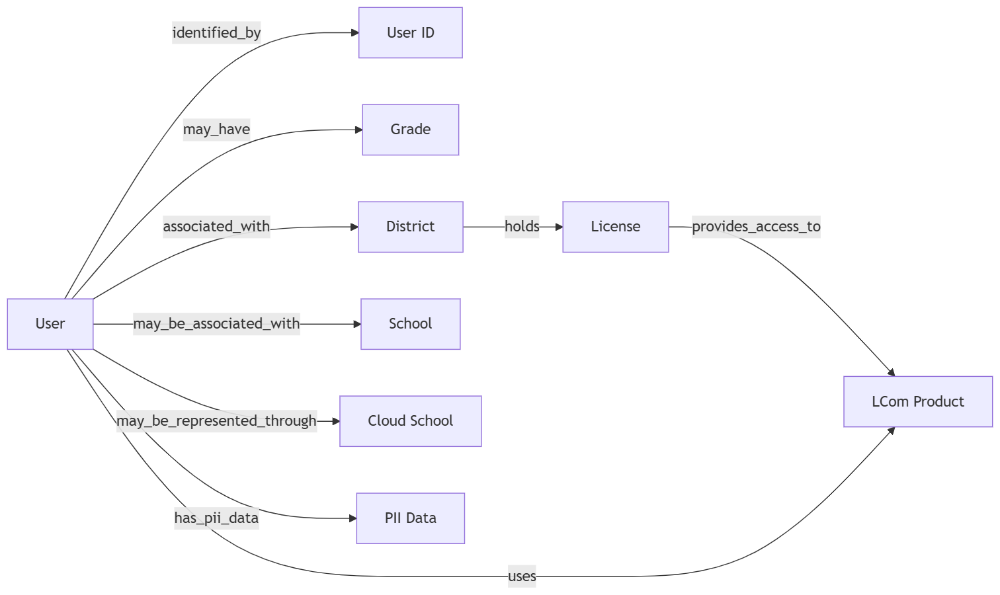 identified_by
User ID
may_have
Grade
associated_with
District
holds
License
provides_access_to
User
may_be_associated_with
School
LCom Product
may_be_represented_through
Cloud School
has_pii_data
PII Data
uses